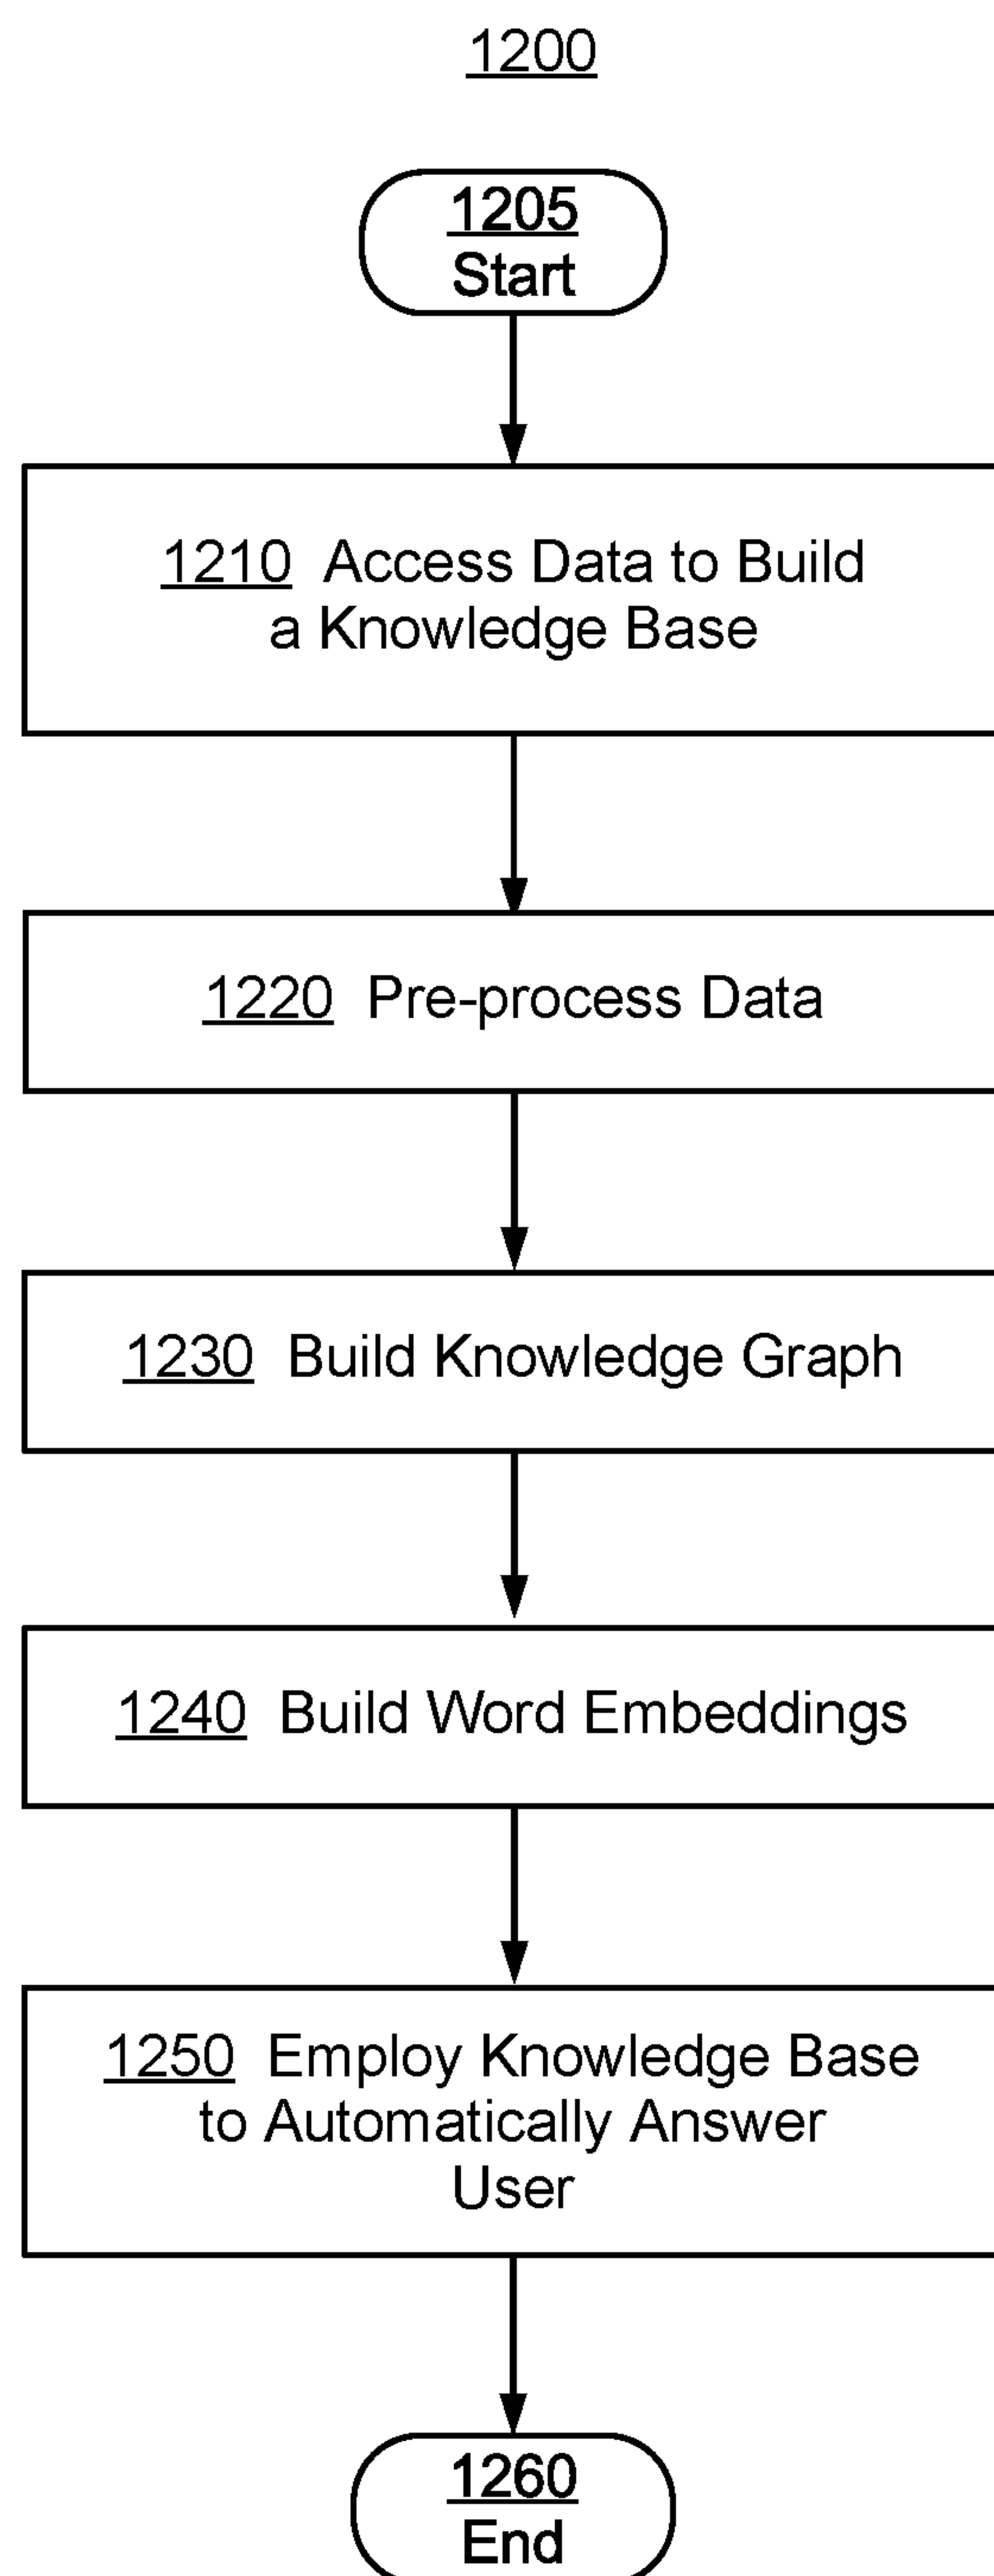 1200
1205
Start
1210 Access Data to Build
a Knowledge Base
1220 Pre-process Data
1230 Build Knowledge Graph
1240 Build Word Embeddings
1250 Employ Knowledge Base
to Automatically Answer
User
1260
End